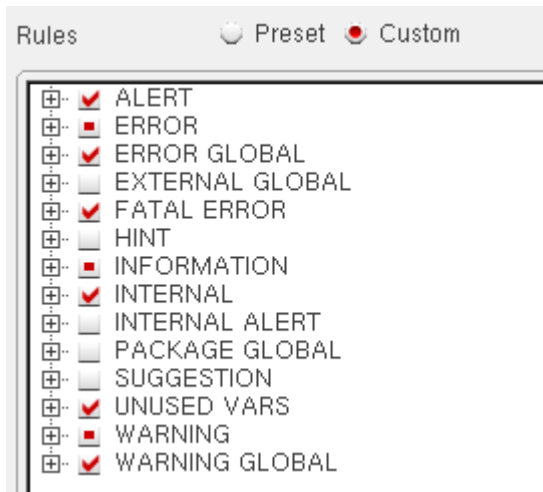 Rules Preset Custom
ALERT
ERROR
ERROR GLOBAL
EXTERNAL GLOBAL
FATAL ERROR
HINT
INFORMATION
INTERNAL
INTERNAL ALERT
PACKAGE GLOBAL
SUGGESTION
UNUSED VARS
WARNING
WARNING GLOBAL